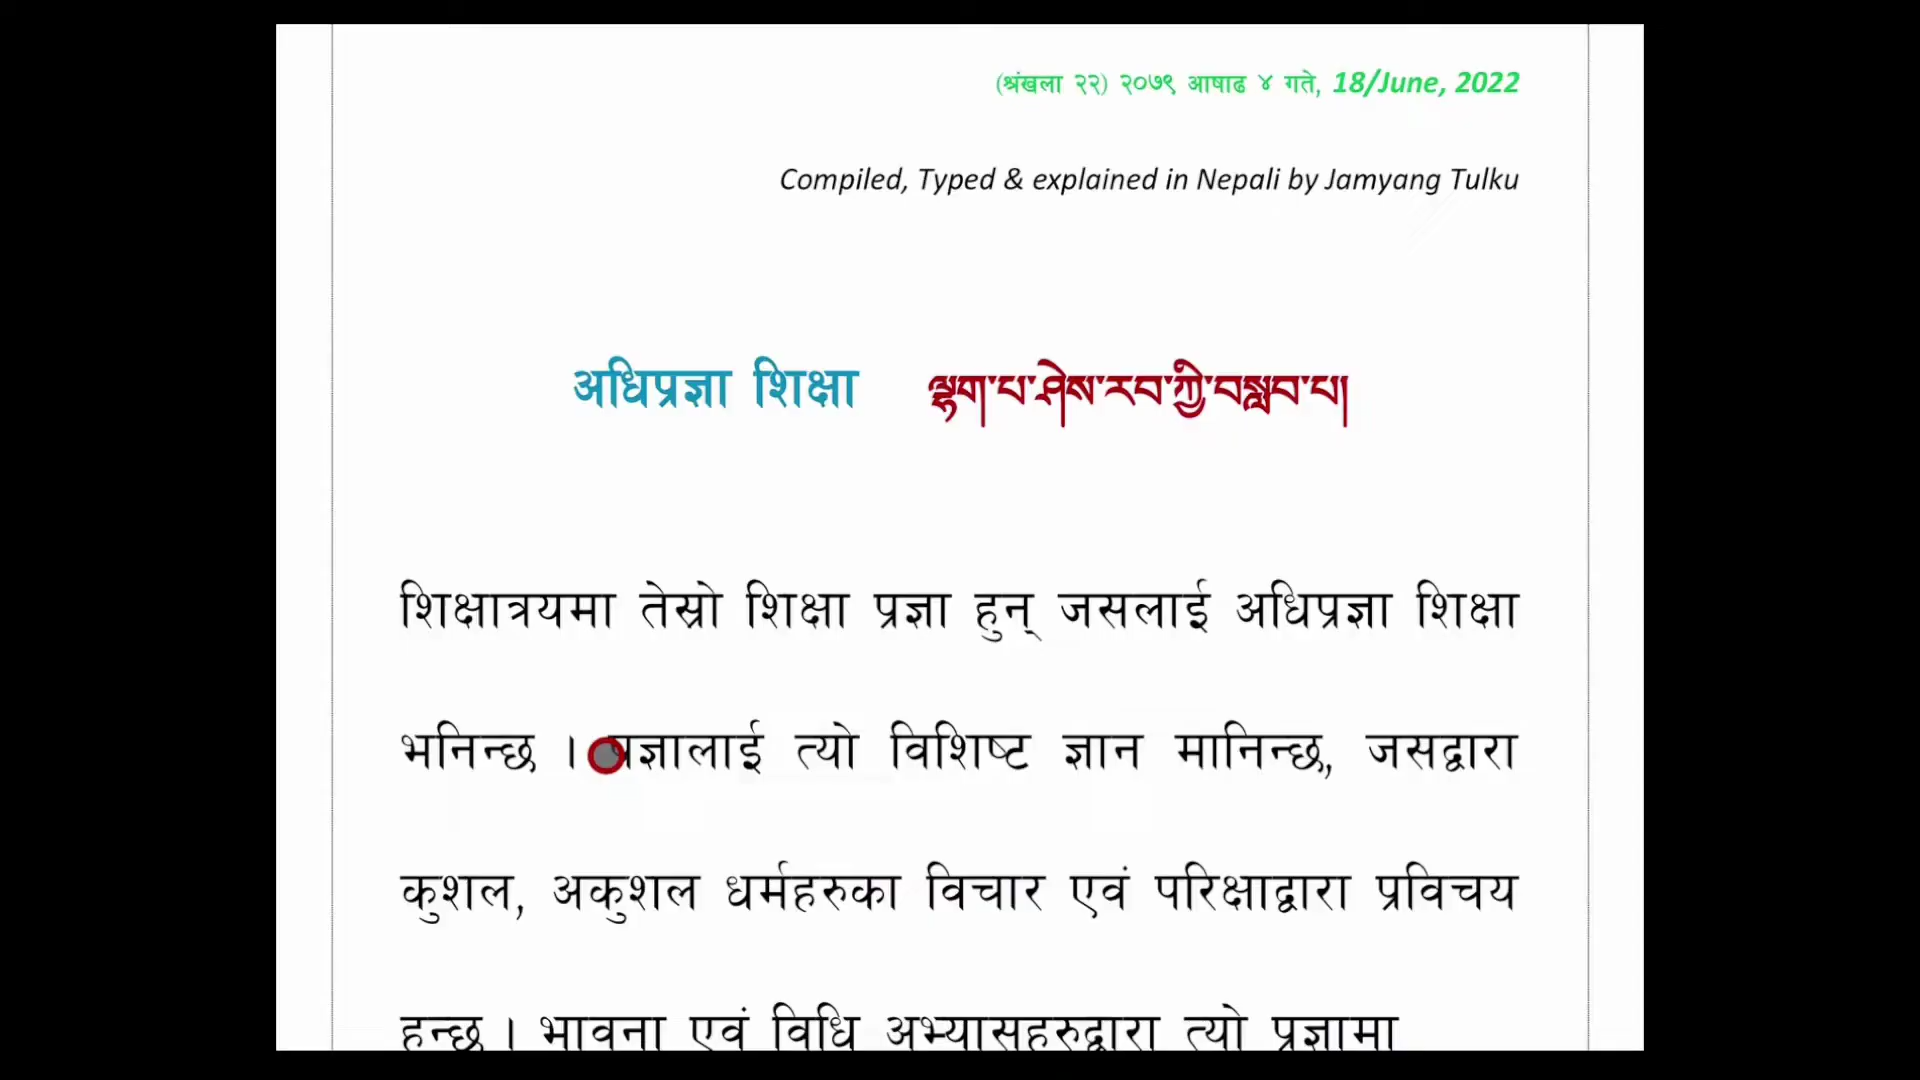 (श्रंखला २२) २०७९ आषाढ ४ गते, 18/June, 2022
Compiled, Typed & explained in Nepali by Jamyang Tulku
अधिप्रज्ञा शिक्षा ལྷག་པ་ཤེས་རབ་ཀྱི་བསླབ་པ།
शिक्षात्रयमा तेस्रो शिक्षा प्रज्ञा हुन् जसलाई अधिप्रज्ञा शिक्षा
भनिन्छ । प्रज्ञालाई त्यो विशिष्ट ज्ञान मानिन्छ, जसद्वारा
कुशल, अकुशल धर्महरुका विचार एवं परिक्षाद्वारा प्रविचय
हुन्छ । भावना एवं विधि अभ्यासहरुद्वारा त्यो प्रज्ञामा